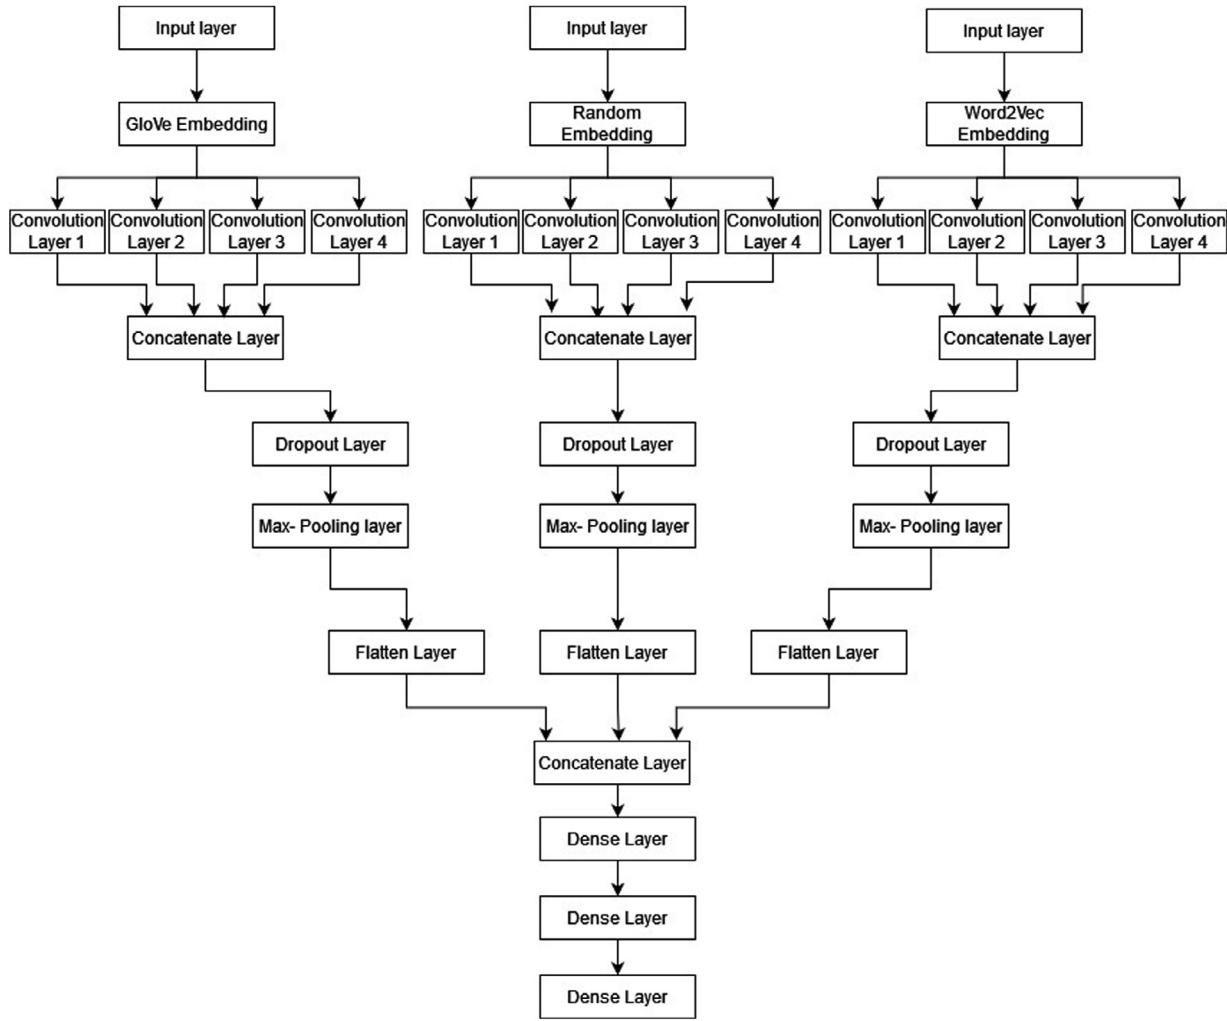 Input layer
Input layer
Input layer
GloVe Embedding
Random
Embedding
Word2Vec
Embedding
Convolution
Layer 1
Convolution
Layer 2
Convolution
Layer 3
Convolution
Layer 4
Convolution
Layer 1
Convolution
Layer 2
Convolution
Layer 3
Convolution
Layer 4
Convolution
Layer 1
Convolution
Layer 2
Convolution
Layer 3
Convolution
Layer 4
Concatenate Layer
Concatenate Layer
Concatenate Layer
Dropout Layer
Dropout Layer
Dropout Layer
Max- Pooling layer
Max- Pooling layer
Max- Pooling layer
Flatten Layer
Flatten Layer
Flatten Layer
Concatenate Layer
Dense Layer
Dense Layer
Dense Layer